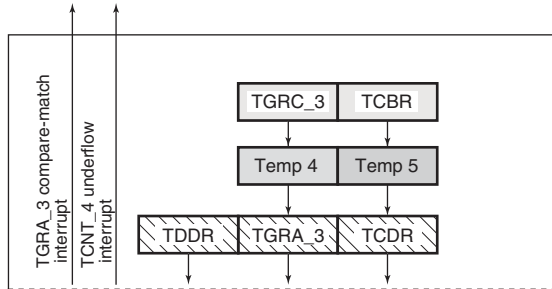 TGRA_3 compare-match
interrupt
TCNT_4 underflow
interrupt
TGRC_3 TCBR
Temp 4 Temp 5
TDDR TGRA_3 TCDR